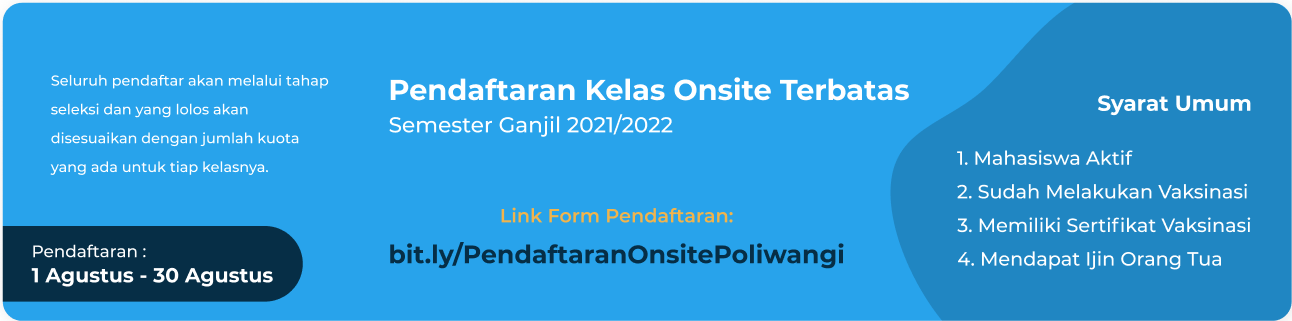 Seluruh pendaftar akan melalui tahap
seleksi dan yang lolos akan
disesuaikan dengan jumlah kuota
yang ada untuk tiap kelasnya.
Pendaftaran :
1 Agustus - 30 Agustus
Pendaftaran Kelas Onsite Terbatas
Semester Ganjil 2021/2022
Link Form Pendaftaran:
bit.ly/PendaftaranOnsitePoliwangi
Syarat Umum
1. Mahasiswa Aktif
2. Sudah Melakukan Vaksinasi
3. Memiliki Sertifikat Vaksinasi
4. Mendapat Ijin Orang Tua